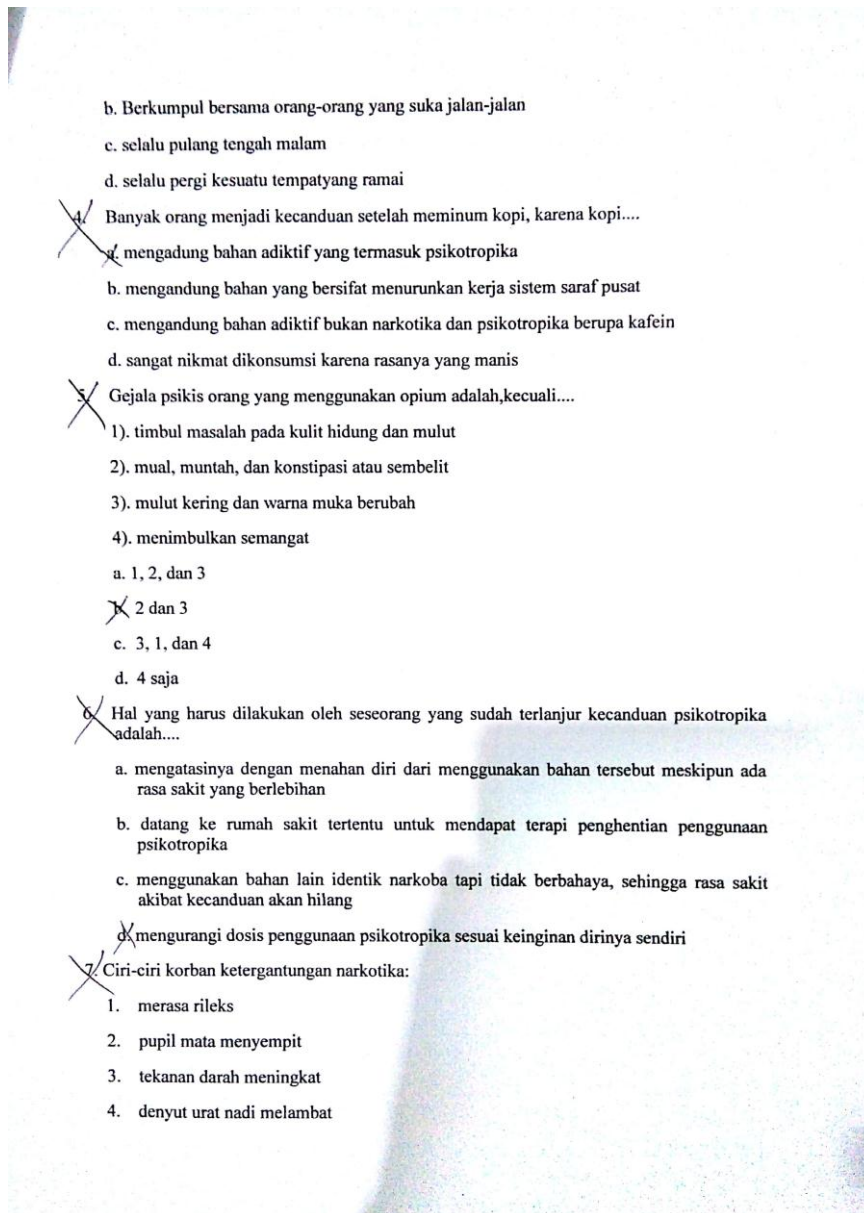 b. Berkumpul bersama orang-orang yang suka jalan-jalan
c. selalu pulang tengah malam
d. selalu pergi kesuatu tempatyang ramai
4. Banyak orang menjadi kecanduan setelah meminum kopi, karena kopi....
a. mengadung bahan adiktif yang termasuk psikotropika
b. mengandung bahan yang bersifat menurunkan kerja sistem saraf pusat
c. mengandung bahan adiktif bukan narkotika dan psikotropika berupa kafein
d. sangat nikmat dikonsumsi karena rasanya yang manis
5. Gejala psikis orang yang menggunakan opium adalah,kecuali....
1). timbul masalah pada kulit hidung dan mulut
2). mual, muntah, dan konstipasi atau sembelit
3). mulut kering dan warna muka berubah
4). menimbulkan semangat
a. 1, 2, dan 3
b. 2 dan 3
c. 3, 1, dan 4
d. 4 saja
6. Hal yang harus dilakukan oleh seseorang yang sudah terlanjur kecanduan psikotropika
adalah....
a. mengatasinya dengan menahan diri dari menggunakan bahan tersebut meskipun ada
rasa sakit yang berlebihan
b. datang ke rumah sakit tertentu untuk mendapat terapi penghentian penggunaan
psikotropika
c. menggunakan bahan lain identik narkoba tapi tidak berbahaya, sehingga rasa sakit
akibat kecanduan akan hilang
d. mengurangi dosis penggunaan psikotropika sesuai keinginan dirinya sendiri
7. Ciri-ciri korban ketergantungan narkotika:
1. merasa rileks
2. pupil mata menyempit
3. tekanan darah meningkat
4. denyut urat nadi melambat